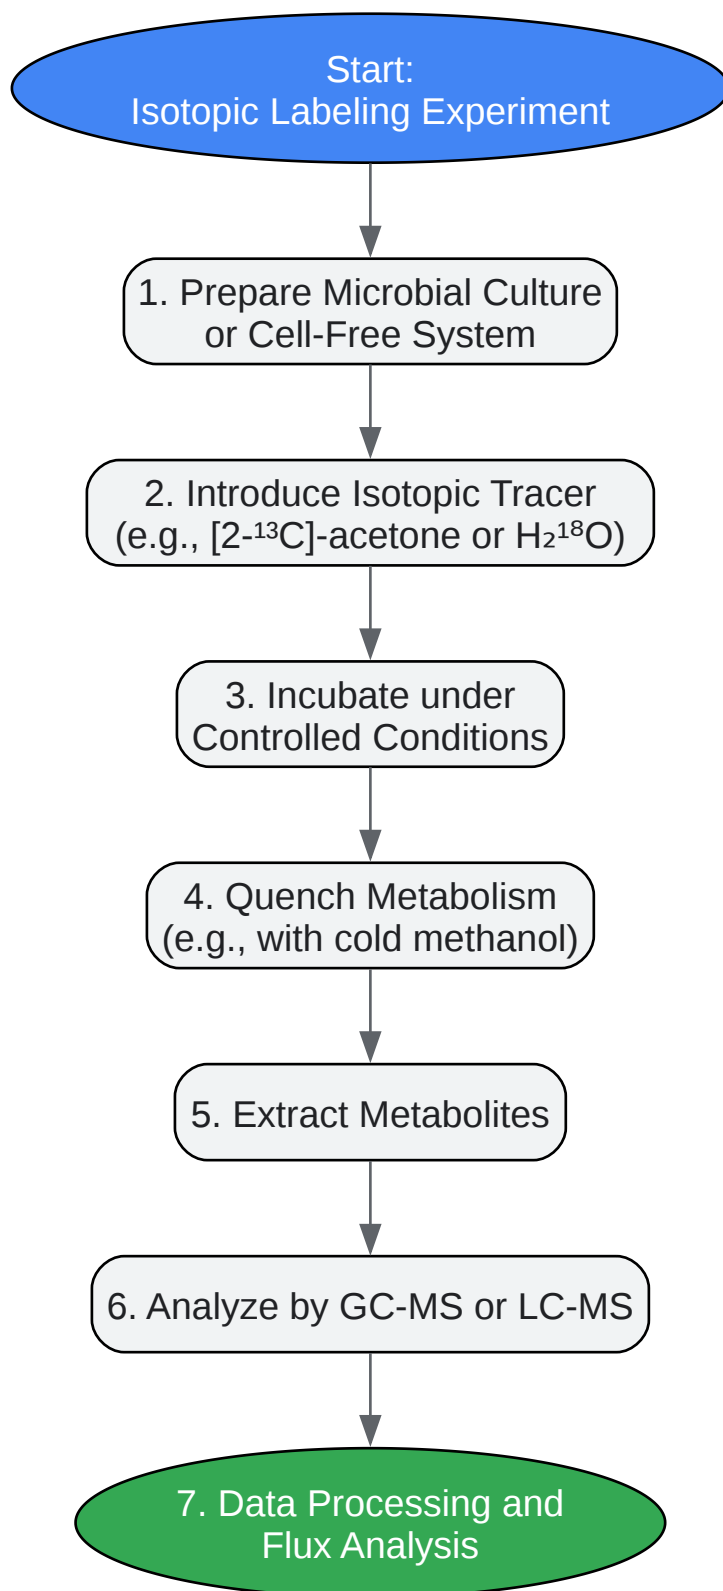 Start:
Isotopic Labeling Experiment
1. Prepare Microbial Culture
or Cell-Free System
2. Introduce Isotopic Tracer
(e.g., [2-¹³C]-acetone or H₂¹⁸O)
3. Incubate under
Controlled Conditions
4. Quench Metabolism
(e.g., with cold methanol)
5. Extract Metabolites
6. Analyze by GC-MS or LC-MS
7. Data Processing and
Flux Analysis